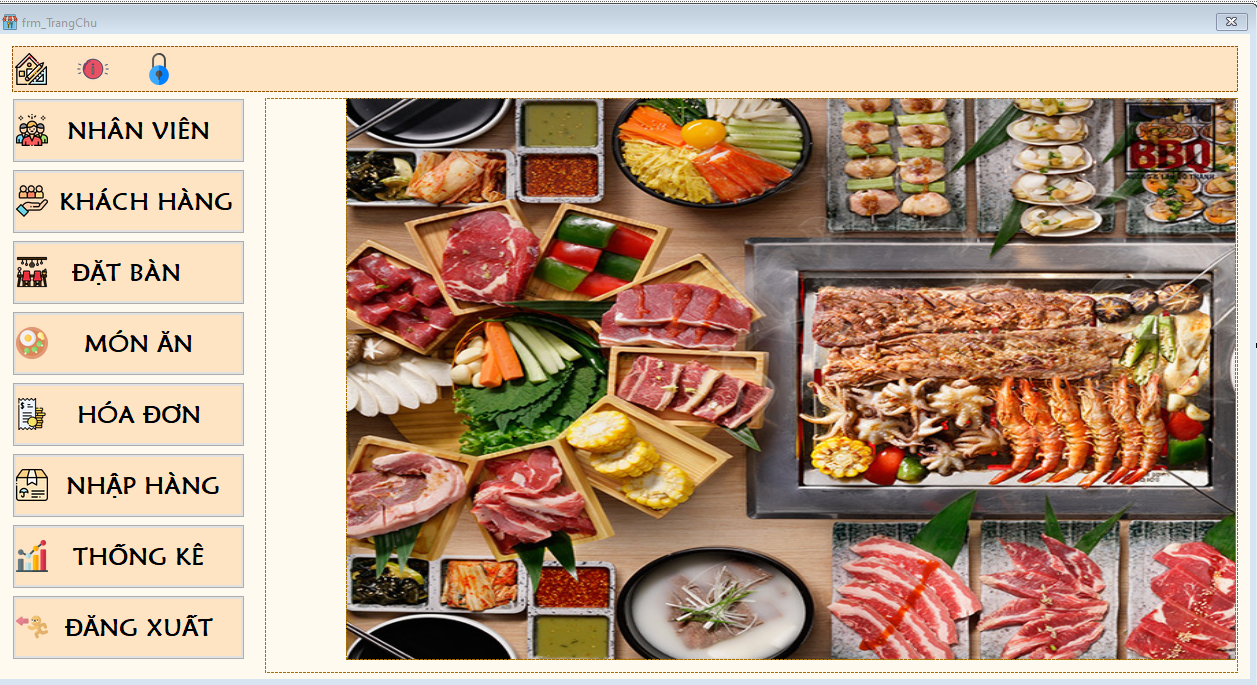 frm_TrangChu
NHÂN VIÊN
KHÁCH HÀNG
ĐẶT BÀN
MÓN ĂN
HÓA ĐƠN
NHẬP HÀNG
THỐNG KÊ
ĐĂNG XUẤT
BBQ